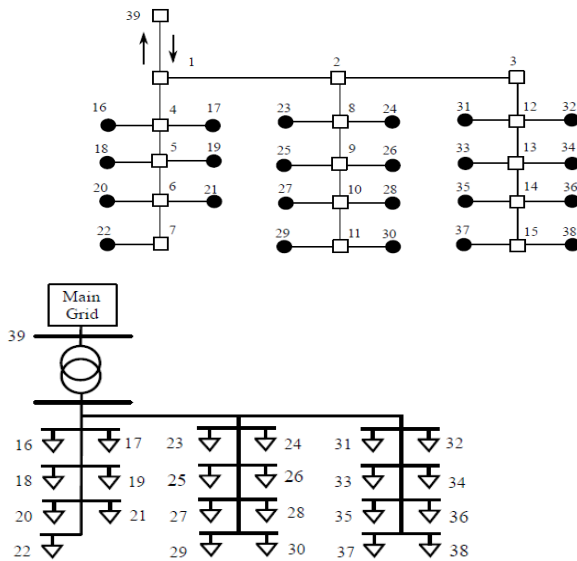 39
1 2 3
16 4 17 23 8 24 31 12 32
18 5 19 25 9 26 33 13 34
20 6 21 27 10 28 35 14 36
22 7 29 11 30 37 15 38
Main
Grid
39
16 17 23 24 31 32
18 19 25 26 33 34
20 21 27 28 35 36
22 29 30 37 38